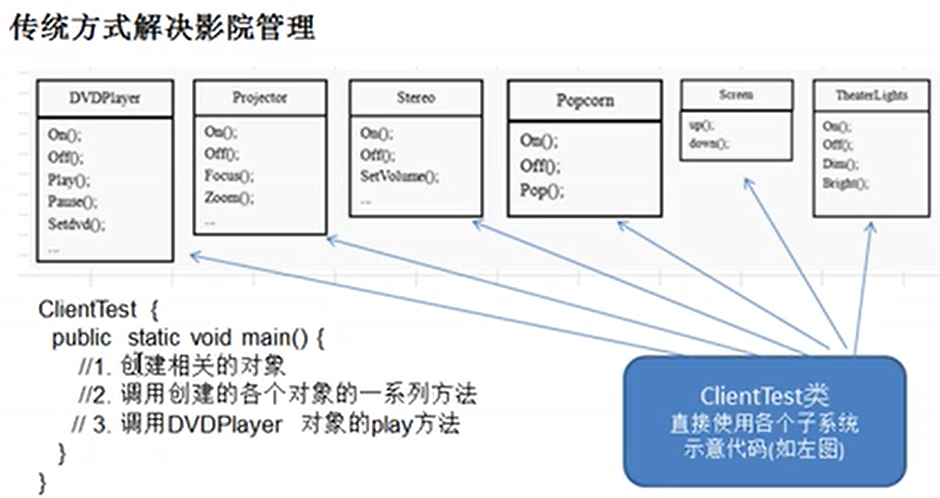 传统方式解决影院管理
DVDPlayer
On();
Off();
Play();
Pause();
Setdvd();
...
Projector
On();
Off();
Focus();
Zoom();
...
Stereo
On();
Off();
SetVolume();
...
Popcorn
On();
Off();
Pop();
Screen
up();
down();
TheaterLights
On();
Off();
Dim();
Bright();
ClientTest {
public static void main() {
//1. 创建相关的对象
//2. 调用创建的各个对象的一系列方法
// 3. 调用DVDPlayer 对象的play方法
}
}
ClientTest类
直接使用各个子系统
示意代码(如左图)